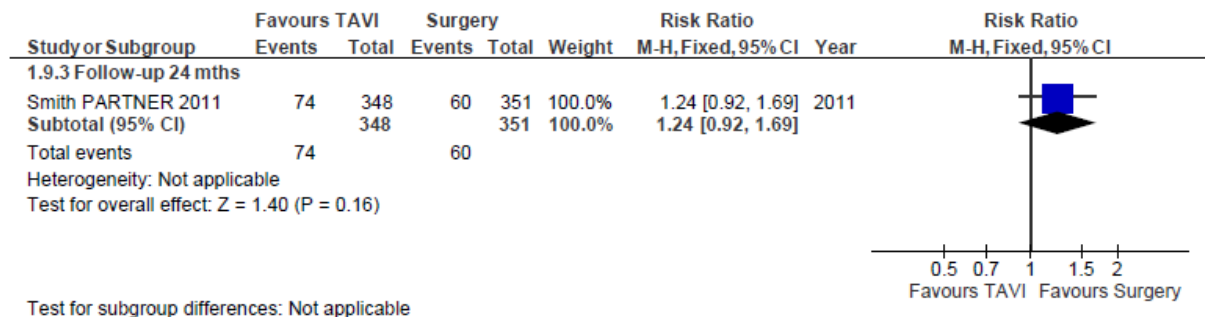 Favours TAVI Surgery Risk Ratio Risk Ratio
Study or Subgroup Events Total Events Total Weight M-H, Fixed, 95% CI Year M-H, Fixed, 95% CI
1.9.3 Follow-up 24 mths
Smith PARTNER 2011 74 348 60 351 100.0% 1.24 [0.92, 1.69] 2011
Subtotal (95% CI) 348 351 100.0% 1.24 [0.92, 1.69]
Total events 74 60
Heterogeneity: Not applicable
Test for overall effect: Z = 1.40 (P = 0.16)
0.5 0.7 1 1.5 2
Favours TAVI Favours Surgery
Test for subgroup differences: Not applicable